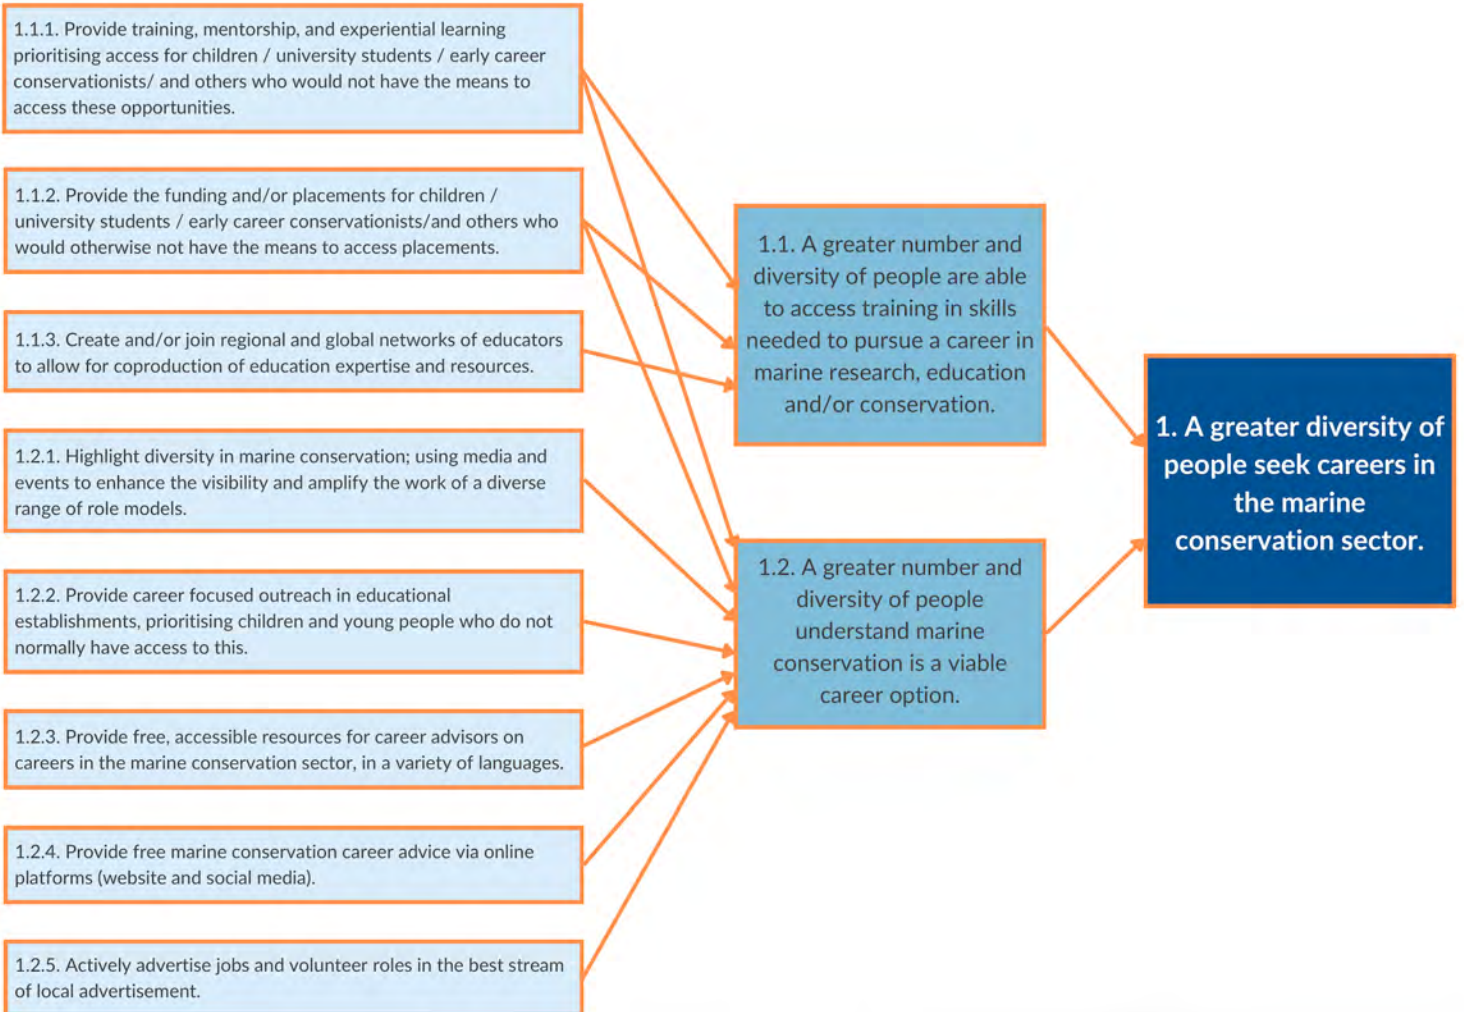 1.1.1. Provide training, mentorship, and experiential learning
prioritising access for children / university students / early career
conservationists/ and others who would not have the means to
access these opportunities.
1.1.2. Provide the funding and/or placements for children /
university students / early career conservationists/and others who
would otherwise not have the means to access placements.
1.1.3. Create and/or join regional and global networks of educators
to allow for coproduction of education expertise and resources.
1.2.1. Highlight diversity in marine conservation; using media and
events to enhance the visibility and amplify the work of a diverse
range of role models.
1.2.2. Provide career focused outreach in educational
establishments, prioritising children and young people who do not
normally have access to this.
1.2.3. Provide free, accessible resources for career advisors on
careers in the marine conservation sector, in a variety of languages.
1.2.4. Provide free marine conservation career advice via online
platforms (website and social media).
1.2.5. Actively advertise jobs and volunteer roles in the best stream
of local advertisement.
1.1. A greater number and
diversity of people are able
to access training in skills
needed to pursue a career in
marine research, education
and/or conservation.
1.2. A greater number and
diversity of people
understand marine
conservation is a viable
career option.
1. A greater diversity of
people seek careers in
the marine
conservation sector.